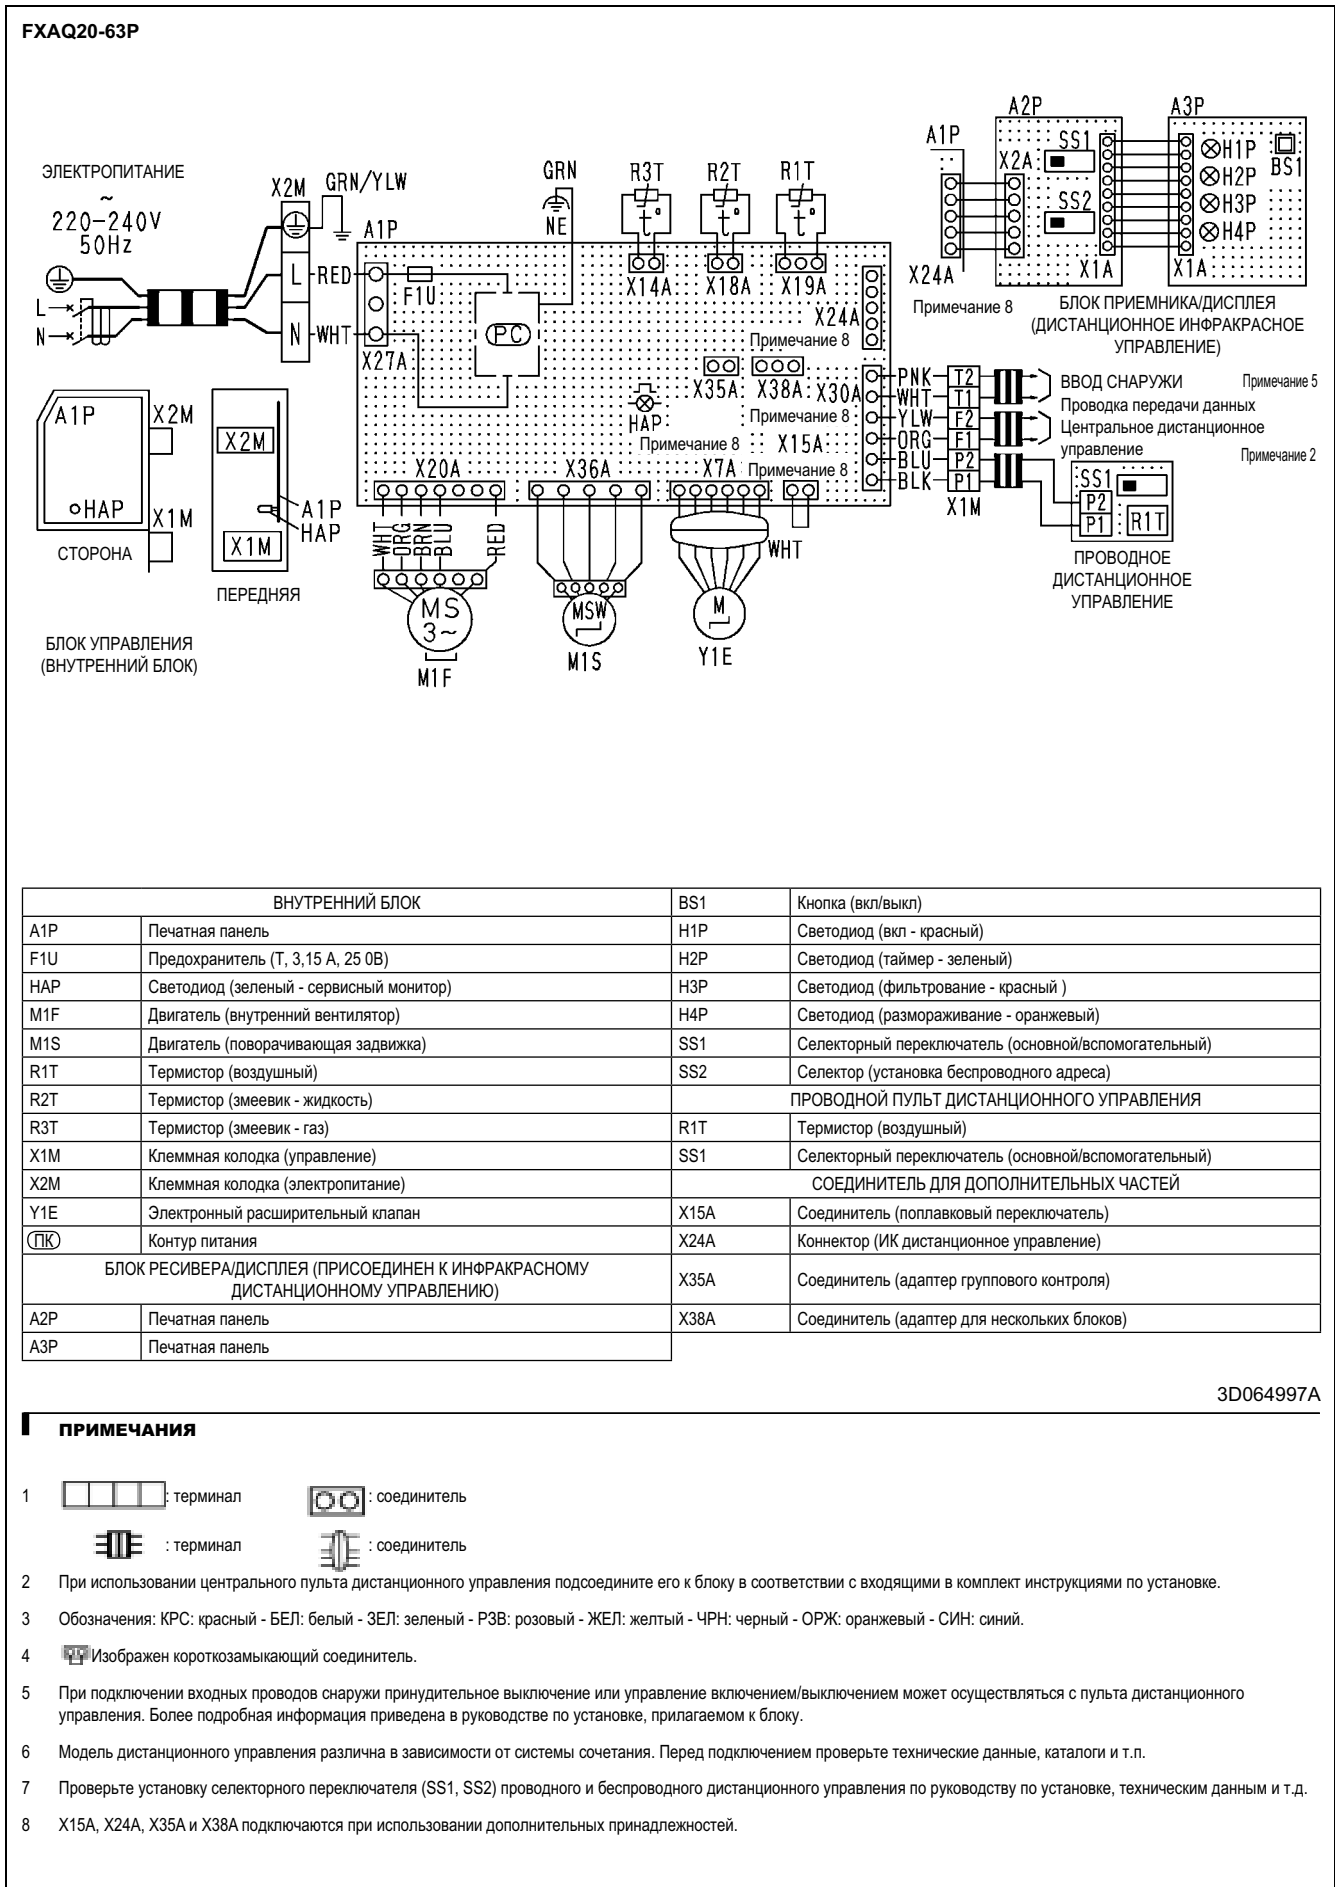 FXAQ20-63P
ЭЛЕКТРОПИТАНИЕ
~
220-240V
50Hz
L
N
X2M
GRN/YLW
L
N
RED
WHT
A1P
F1U
X27A
PC
GRN
NE
R3T
R2T
R1T
t°
t°
t°
X14A
X18A
X19A
X24A
Примечание 8
X35A
X38A
X30A
Примечание 8
HAP
Примечание 8
X15A
Примечание 8
X20A
X36A
X7A
WHT
ORG
BRN
BLU
RED
MS
3~
M1F
MSW
M1S
M
Y1E
WHT
PNK
WHT
YLW
ORG
BLU
BLK
T2
T1
F2
F1
P2
P1
X1M
A1P
X24A
Примечание 8
A2P
X2A
SS1
SS2
X1A
A3P
H1P
H2P
H3P
H4P
BS1
X1A
БЛОК ПРИЕМНИКА/ДИСПЛЕЯ
(ДИСТАНЦИОННОЕ ИНФРАКРАСНОЕ
УПРАВЛЕНИЕ)
ВВОД СНАРУЖИ
Примечание 5
Проводка передачи данных
Центральное дистанционное
управление
Примечание 2
SS1
P2
P1
R1T
ПРОВОДНОЕ
ДИСТАНЦИОННОЕ
УПРАВЛЕНИЕ
A1P
X2M
HAP
X1M
СТОРОНА
X2M
A1P
HAP
X1M
ПЕРЕДНЯЯ
БЛОК УПРАВЛЕНИЯ
(ВНУТРЕННИЙ БЛОК)
ВНУТРЕННИЙ БЛОК
A1P Печатная панель
F1U Предохранитель (Т, 3,15 А, 25 0В)
HAP Светодиод (зеленый - сервисный монитор)
M1F Двигатель (внутренний вентилятор)
M1S Двигатель (поворачивающая задвижка)
R1T Термистор (воздушный)
R2T Термистор (змеевик - жидкость)
R3T Термистор (змеевик - газ)
X1M Клеммная колодка (управление)
X2M Клеммная колодка (электропитание)
Y1E Электронный расширительный клапан
ПК Контур питания
БЛОК РЕСИВЕРА/ДИСПЛЕЯ (ПРИСОЕДИНЕН К ИНФРАКРАСНОМУ
ДИСТАНЦИОННОМУ УПРАВЛЕНИЮ)
A2P Печатная панель
A3P Печатная панель
BS1 Кнопка (вкл/выкл)
H1P Светодиод (вкл - красный)
H2P Светодиод (таймер - зеленый)
H3P Светодиод (фильтрование - красный )
H4P Светодиод (размораживание - оранжевый)
SS1 Селекторный переключатель (основной/вспомогательный)
SS2 Селектор (установка беспроводного адреса)
ПРОВОДНОЙ ПУЛЬТ ДИСТАНЦИОННОГО УПРАВЛЕНИЯ
R1T Термистор (воздушный)
SS1 Селекторный переключатель (основной/вспомогательный)
СОЕДИНИТЕЛЬ ДЛЯ ДОПОЛНИТЕЛЬНЫХ ЧАСТЕЙ
X15A Соединитель (поплавковый переключатель)
X24A Коннектор (ИК дистанционное управление)
X35A Соединитель (адаптер группового контроля)
X38A Соединитель (адаптер для нескольких блоков)
3D064997A
ПРИМЕЧАНИЯ
1 : терминал : соединитель
: терминал : соединитель
2 При использовании центрального пульта дистанционного управления подсоедините его к блоку в соответствии с входящими в комплект инструкциями по установке.
3 Обозначения: КРС: красный - БЕЛ: белый - ЗЕЛ: зеленый - РЗВ: розовый - ЖЕЛ: желтый - ЧРН: черный - ОРЖ: оранжевый - СИН: синий.
4 Изображен короткозамыкающий соединитель.
5 При подключении входных проводов снаружи принудительное выключение или управление включением/выключением может осуществляться с пульта дистанционного
управления. Более подробная информация приведена в руководстве по установке, прилагаемом к блоку.
6 Модель дистанционного управления различна в зависимости от системы сочетания. Перед подключением проверьте технические данные, каталоги и т.п.
7 Проверьте установку селекторного переключателя (SS1, SS2) проводного и беспроводного дистанционного управления по руководству по установке, техническим данным и т.д.
8 X15A, X24A, X35A и X38A подключаются при использовании дополнительных принадлежностей.